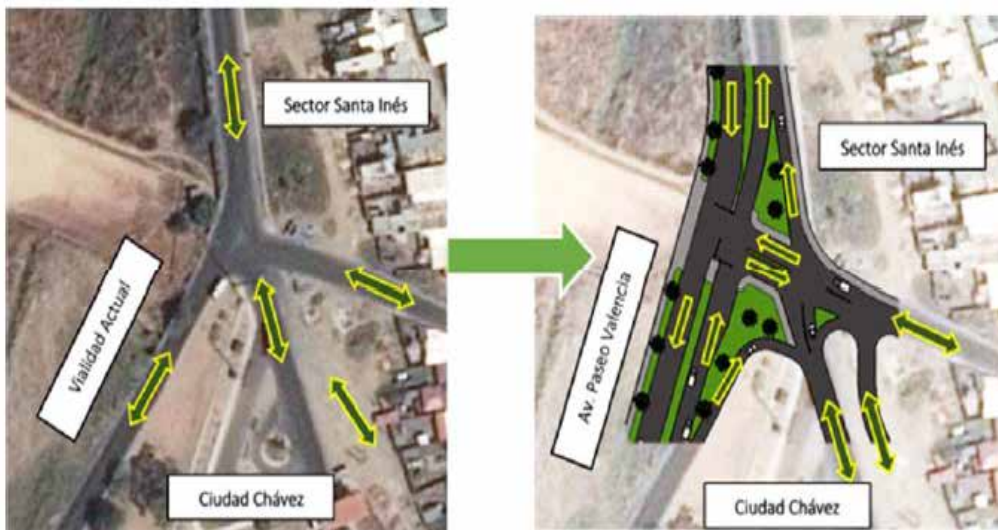 Sector Santa Inés
Vialidad Actual
Ciudad Chávez
Sector Santa Inés
Av. Paseo Valencia
Ciudad Chávez